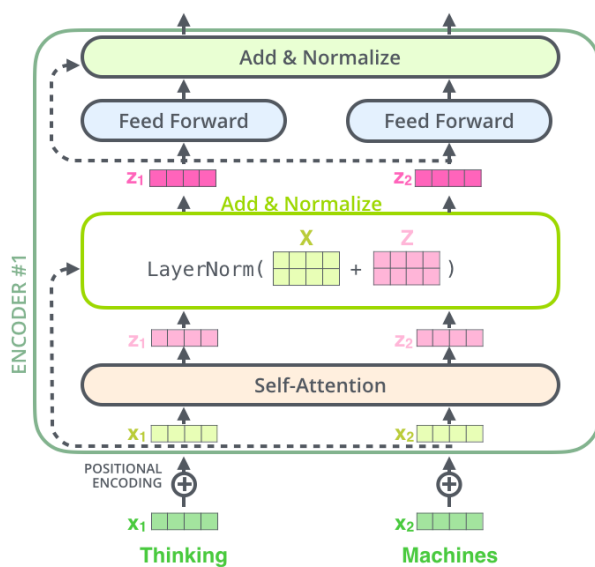 Add & Normalize
Feed Forward Feed Forward
z1 z2
Add & Normalize
X Z
LayerNorm( + )
ENCODER #1
z1 z2
Self-Attention
x1 x2
POSITIONAL
ENCODING
x1 x2
Thinking Machines